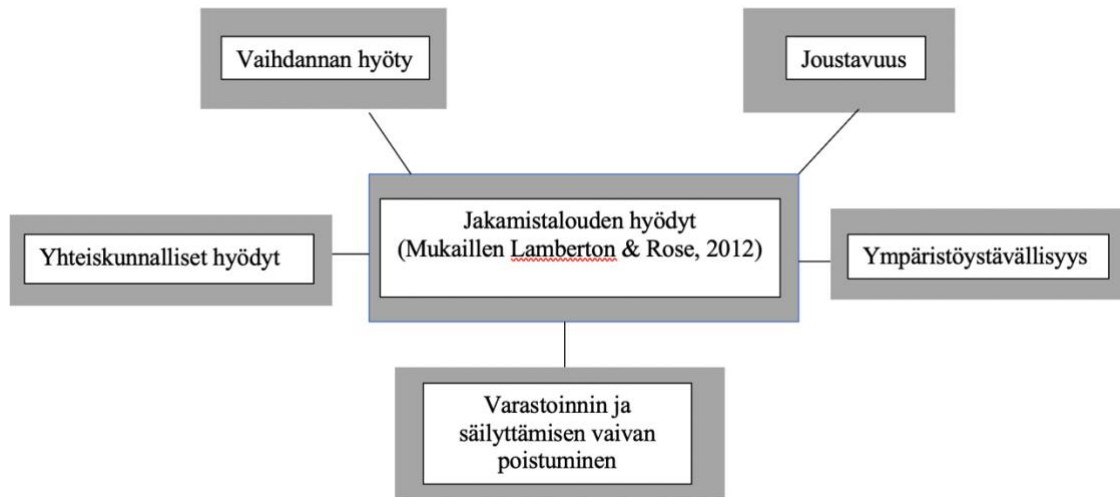 Vaihdannan hyöty
Joustavuus
Jakamistalouden hyödyt
(Mukaillen Lamberton & Rose, 2012)
Yhteiskunnalliset hyödyt
Ympäristöystävällisyys
Varastoinnin ja
säilyttämisen vaivan
poistuminen